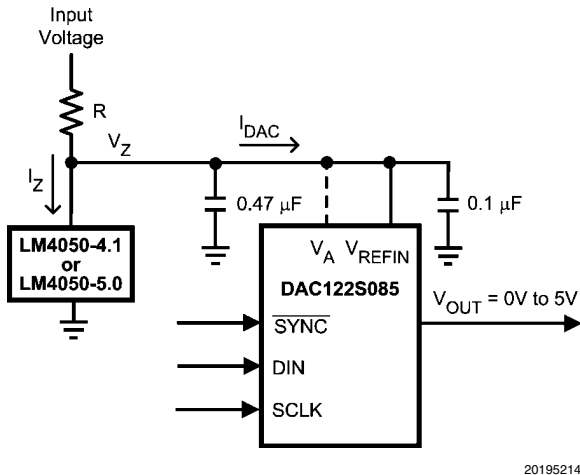 Input
Voltage
R
V_Z
I_DAC
I_Z
0.47 µF
0.1 µF
LM4050-4.1
or
LM4050-5.0
V_A V_REFIN
DAC122S085
V_OUT = 0V to 5V
SYNC
DIN
SCLK
20195214